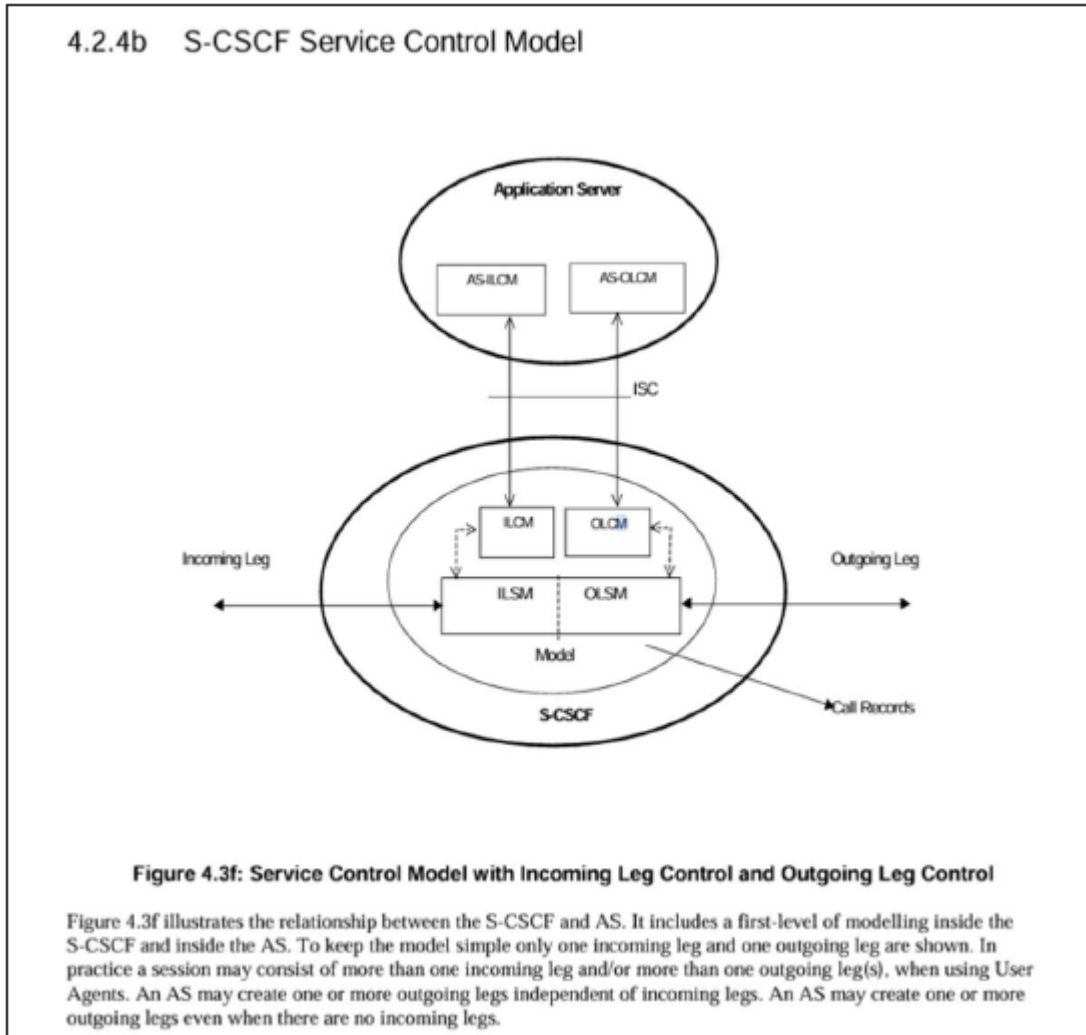 4.2.4b S-CSCF Service Control Model
Application Server
AS-ILCM AS-OLCM
ISC
ILCM OLCM
Incoming Leg Outgoing Leg
ILSM OLSM
Model
S-CSCF
Call Records
Figure 4.3f: Service Control Model with Incoming Leg Control and Outgoing Leg Control
Figure 4.3f illustrates the relationship between the S-CSCF and AS. It includes a first-level of modelling inside the
S-CSCF and inside the AS. To keep the model simple only one incoming leg and one outgoing leg are shown. In
practice a session may consist of more than one incoming leg and/or more than one outgoing leg(s), when using User
Agents. An AS may create one or more outgoing legs independent of incoming legs. An AS may create one or more
outgoing legs even when there are no incoming legs.